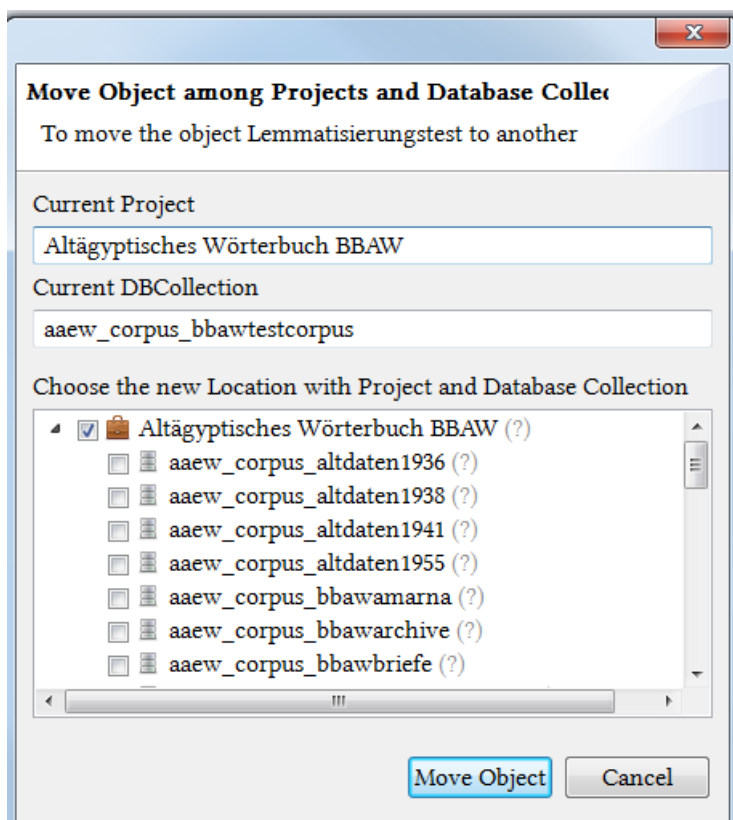 Move Object among Projects and Database Collec
To move the object Lemmatisierungstest to another
Current Project
Altägyptisches Wörterbuch BBAW
Current DBCollection
aaew_corpus_bbawtestcorpus
Choose the new Location with Project and Database Collection
Altägyptisches Wörterbuch BBAW (?)
aaew_corpus_altdaten1936 (?)
aaew_corpus_altdaten1938 (?)
aaew_corpus_altdaten1941 (?)
aaew_corpus_altdaten1955 (?)
aaew_corpus_bbawamarna (?)
aaew_corpus_bbawarchive (?)
aaew_corpus_bbawbriefe (?)
Move Object Cancel